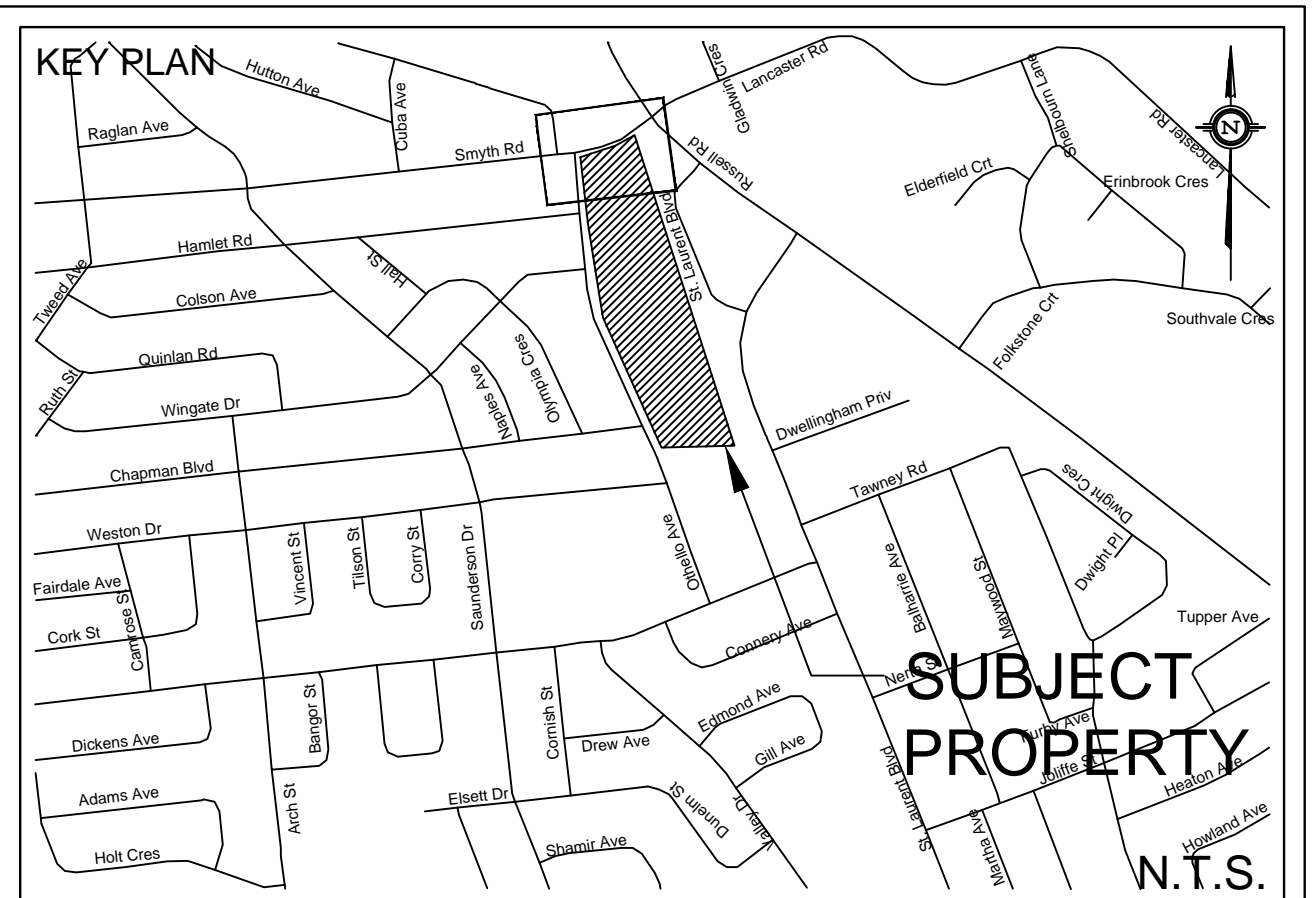 KEY PLAN
Hutton Ave
Cuba Ave
Gladwin Cres
Lancaster Rd
Shelbourn Lane
Lancaster Rd
N
Raglan Ave
Smyth Rd
Russell Rd
Elderfield Crt
Erinbrook Cres
St. Laurent Blvd
Hamlet Rd
Hall St
Tweed Ave
Colson Ave
Folkstone Crt
Southvale Cres
Quinlan Rd
Ruth St
Wingate Dr
Naples Ave
Olympia Cres
Dwellingham Priv
Chapman Blvd
Tawney Rd
Dwight Cres
Weston Dr
Vincent St
Tilson St
Corry St
Saunderson Dr
Othello Ave
Balharrie Ave
Maywood St
Dwight Pl
Fairdale Ave
Camrose St
Cork St
Connery Ave
Tupper Ave
Nerta St
SUBJECT
PROPERTY
Dickens Ave
Bangor St
Cornish St
Drew Ave
Edmond Ave
Gill Ave
St. Laurent Blvd
Furby Ave
Joliffe St
Heaton Ave
Adams Ave
Arch St
Elsett Dr
Dunelm St
Valley Dr
Martha Ave
Howland Ave
Holt Cres
Shamir Ave
N.T.S.